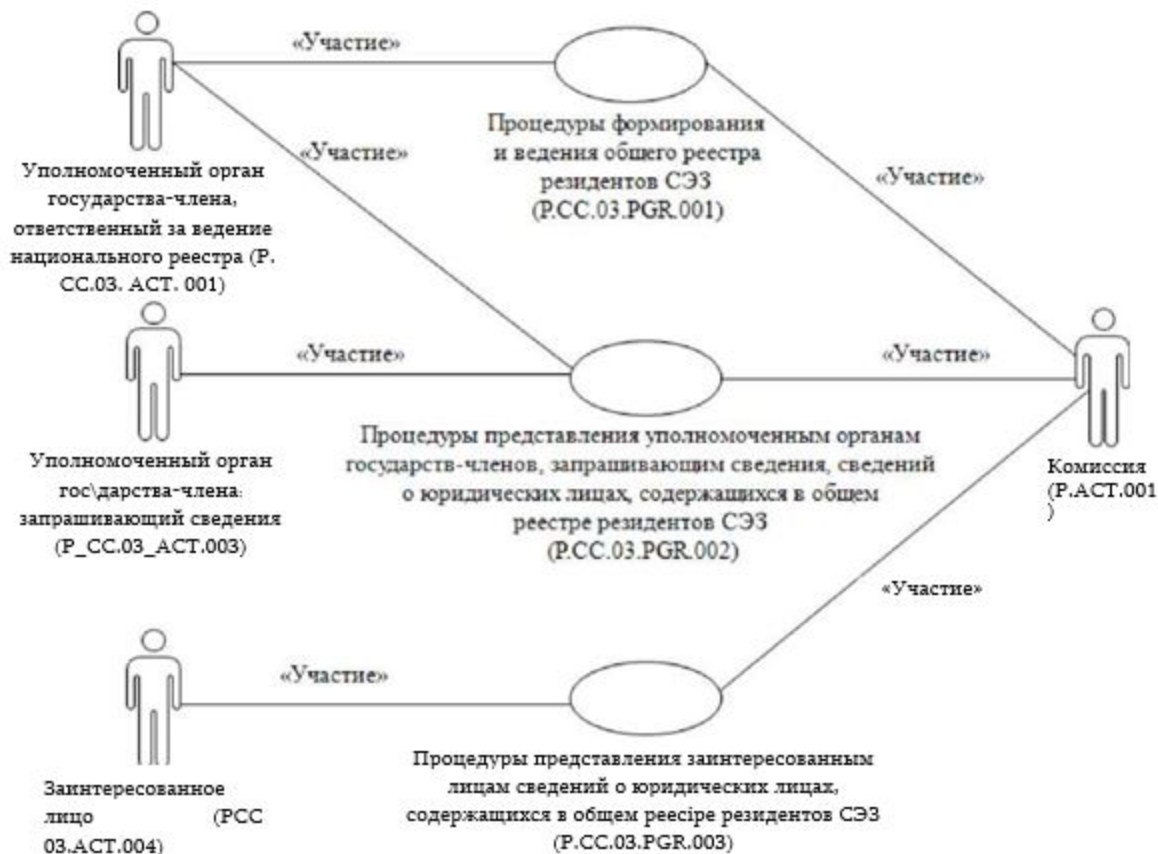 «Участие»
Процедуры формирования
и ведения общего реестра
резидентов СЭЗ
(P.CC.03.PGR.001)
«Участие»
«Участие»
Уполномоченный орган
государства-члена,
ответственный за ведение
национального реестра (P.
CC.03. ACT. 001)
«Участие»
«Участие»
Процедуры представления уполномоченным органам
государств-членов, запрашивающим сведения, сведений
о юридических лицах, содержащихся в общем
реестре резидентов СЭЗ
(P.CC.03.PGR.002)
Уполномоченный орган
гос\дарства-члена:
запрашивающий сведения
(P_CC.03_ACT.003)
Комиссия
(P.ACT.001
)
«Участие»
«Участие»
Процедуры представления заинтересованным
лицам сведений о юридических лицах,
содержащихся в общем реесіре резидентов СЭЗ
(P.CC.03.PGR.003)
Заинтересованное
лицо (PCC
03.ACT.004)